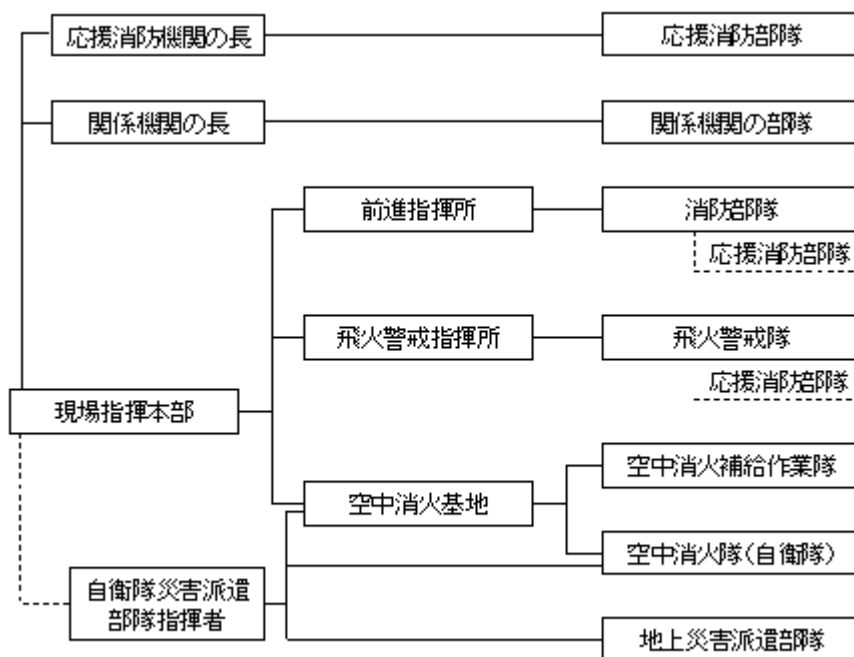 応援消防機関の長
応援消防部隊
関係機関の長
関係機関の部隊
前進指揮所
消防部隊
応援消防部隊
飛火警戒指揮所
飛火警戒隊
応援消防部隊
現場指揮本部
空中消火補給作業隊
空中消火基地
空中消火隊(自衛隊)
自衛隊災害派遣
部隊指揮者
地上災害派遣部隊